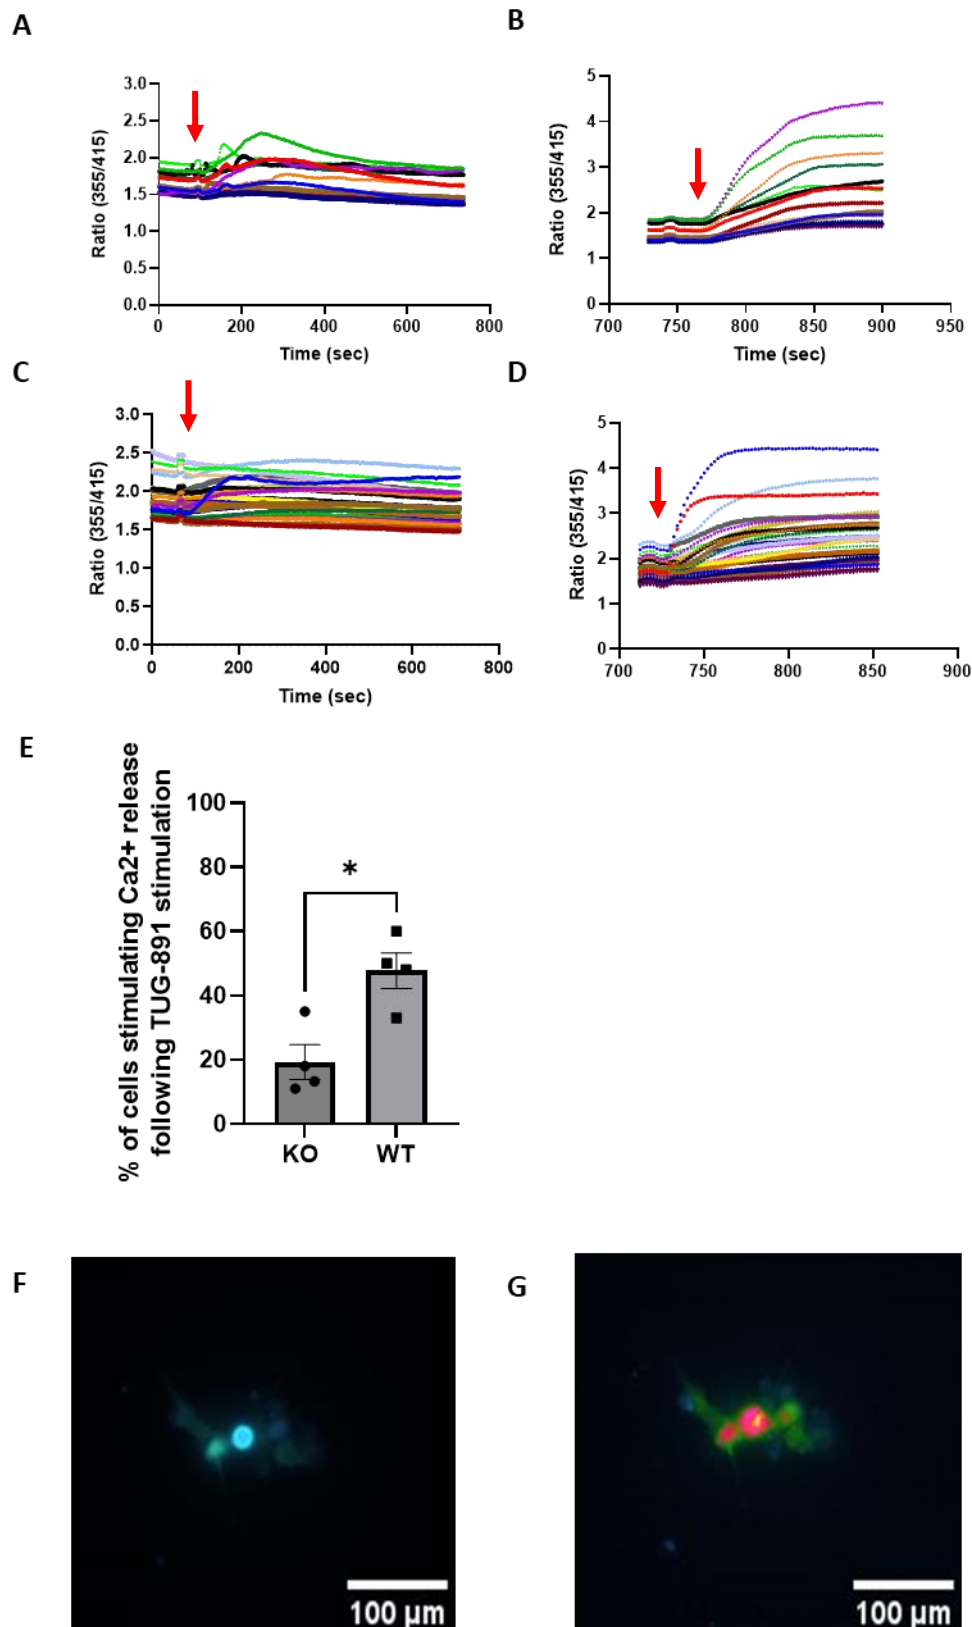 A
B
Ratio (355/415)
3.0
2.5
2.0
1.5
1.0
0.5
0.0
0
200
400
600
800
Time (sec)
Ratio (355/415)
5
4
3
2
1
0
700
750
800
850
900
950
Time (sec)
C
D
Ratio (355/415)
3.0
2.5
2.0
1.5
1.0
0.5
0.0
0
200
400
600
800
Time (sec)
Ratio (355/415)
5
4
3
2
1
0
700
750
800
850
900
E
% of cells stimulating Ca2+ release
following TUG-891 stimulation
100
80
60
40
20
0
*
KO
WT
F
G
100 µm
100 µm